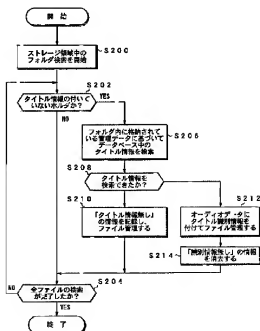 開 始
S200
ストレージ領域中の
フォルダ検索を開始
S202
タイトル情報の付いて
いないホルダか？
YES
NO
S206
フォルダ内に格納されて
いる管理データに基づいて
データベース中の
タイトル情報を検索
S208
タイトル情報を
検索できたか？
S210
S212
「タイトル情報無し」
の情報を記録し、
ファイル管理する
オーディオデータに
タイトル識別情報を
付けてファイル管理する
S214
「識別情報無し」の情報
を消去する
S204
NO
全ファイルの検索
が終了したか？
YES
終 了